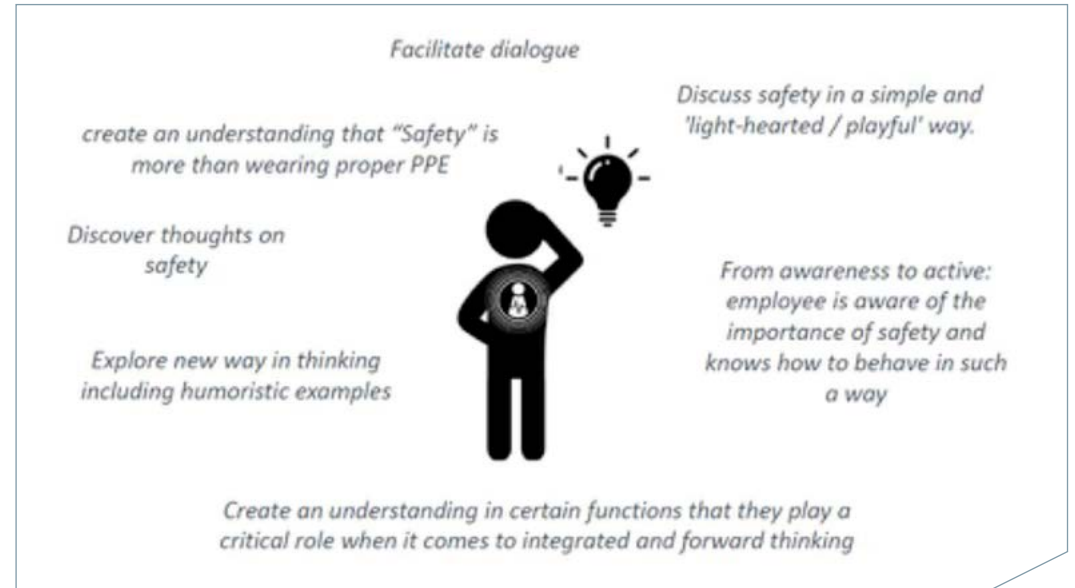 Facilitate dialogue
Discuss safety in a simple and
'light-hearted / playful' way.
create an understanding that “Safety” is
more than wearing proper PPE
Discover thoughts on
safety
From awareness to active:
employee is aware of the
importance of safety and
knows how to behave in such
a way
Explore new way in thinking
including humoristic examples
Create an understanding in certain functions that they play a
critical role when it comes to integrated and forward thinking